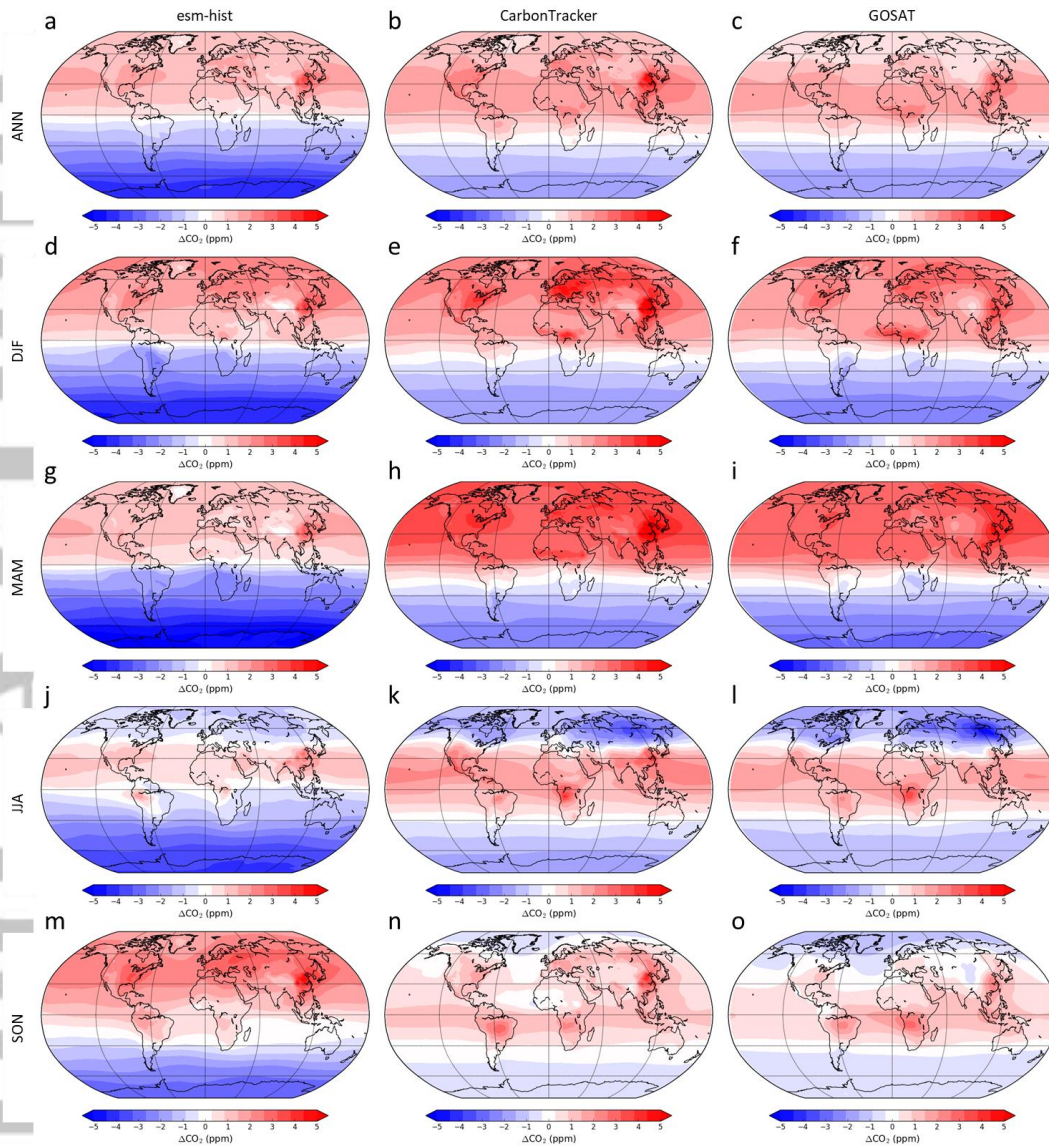 esm-hist CarbonTracker GOSAT
a b c
ANN
-5 -4 -3 -2 -1 0 1 2 3 4 5 -5 -4 -3 -2 -1 0 1 2 3 4 5 -5 -4 -3 -2 -1 0 1 2 3 4 5
ΔCO₂ (ppm) ΔCO₂ (ppm) ΔCO₂ (ppm)
d e f
DJF
-5 -4 -3 -2 -1 0 1 2 3 4 5 -5 -4 -3 -2 -1 0 1 2 3 4 5 -5 -4 -3 -2 -1 0 1 2 3 4 5
ΔCO₂ (ppm) ΔCO₂ (ppm) ΔCO₂ (ppm)
g h i
MAM
-5 -4 -3 -2 -1 0 1 2 3 4 5 -5 -4 -3 -2 -1 0 1 2 3 4 5 -5 -4 -3 -2 -1 0 1 2 3 4 5
ΔCO₂ (ppm) ΔCO₂ (ppm) ΔCO₂ (ppm)
j k l
JJA
-5 -4 -3 -2 -1 0 1 2 3 4 5 -5 -4 -3 -2 -1 0 1 2 3 4 5 -5 -4 -3 -2 -1 0 1 2 3 4 5
ΔCO₂ (ppm) ΔCO₂ (ppm) ΔCO₂ (ppm)
m n o
SON
-5 -4 -3 -2 -1 0 1 2 3 4 5 -5 -4 -3 -2 -1 0 1 2 3 4 5 -5 -4 -3 -2 -1 0 1 2 3 4 5
ΔCO₂ (ppm) ΔCO₂ (ppm) ΔCO₂ (ppm)